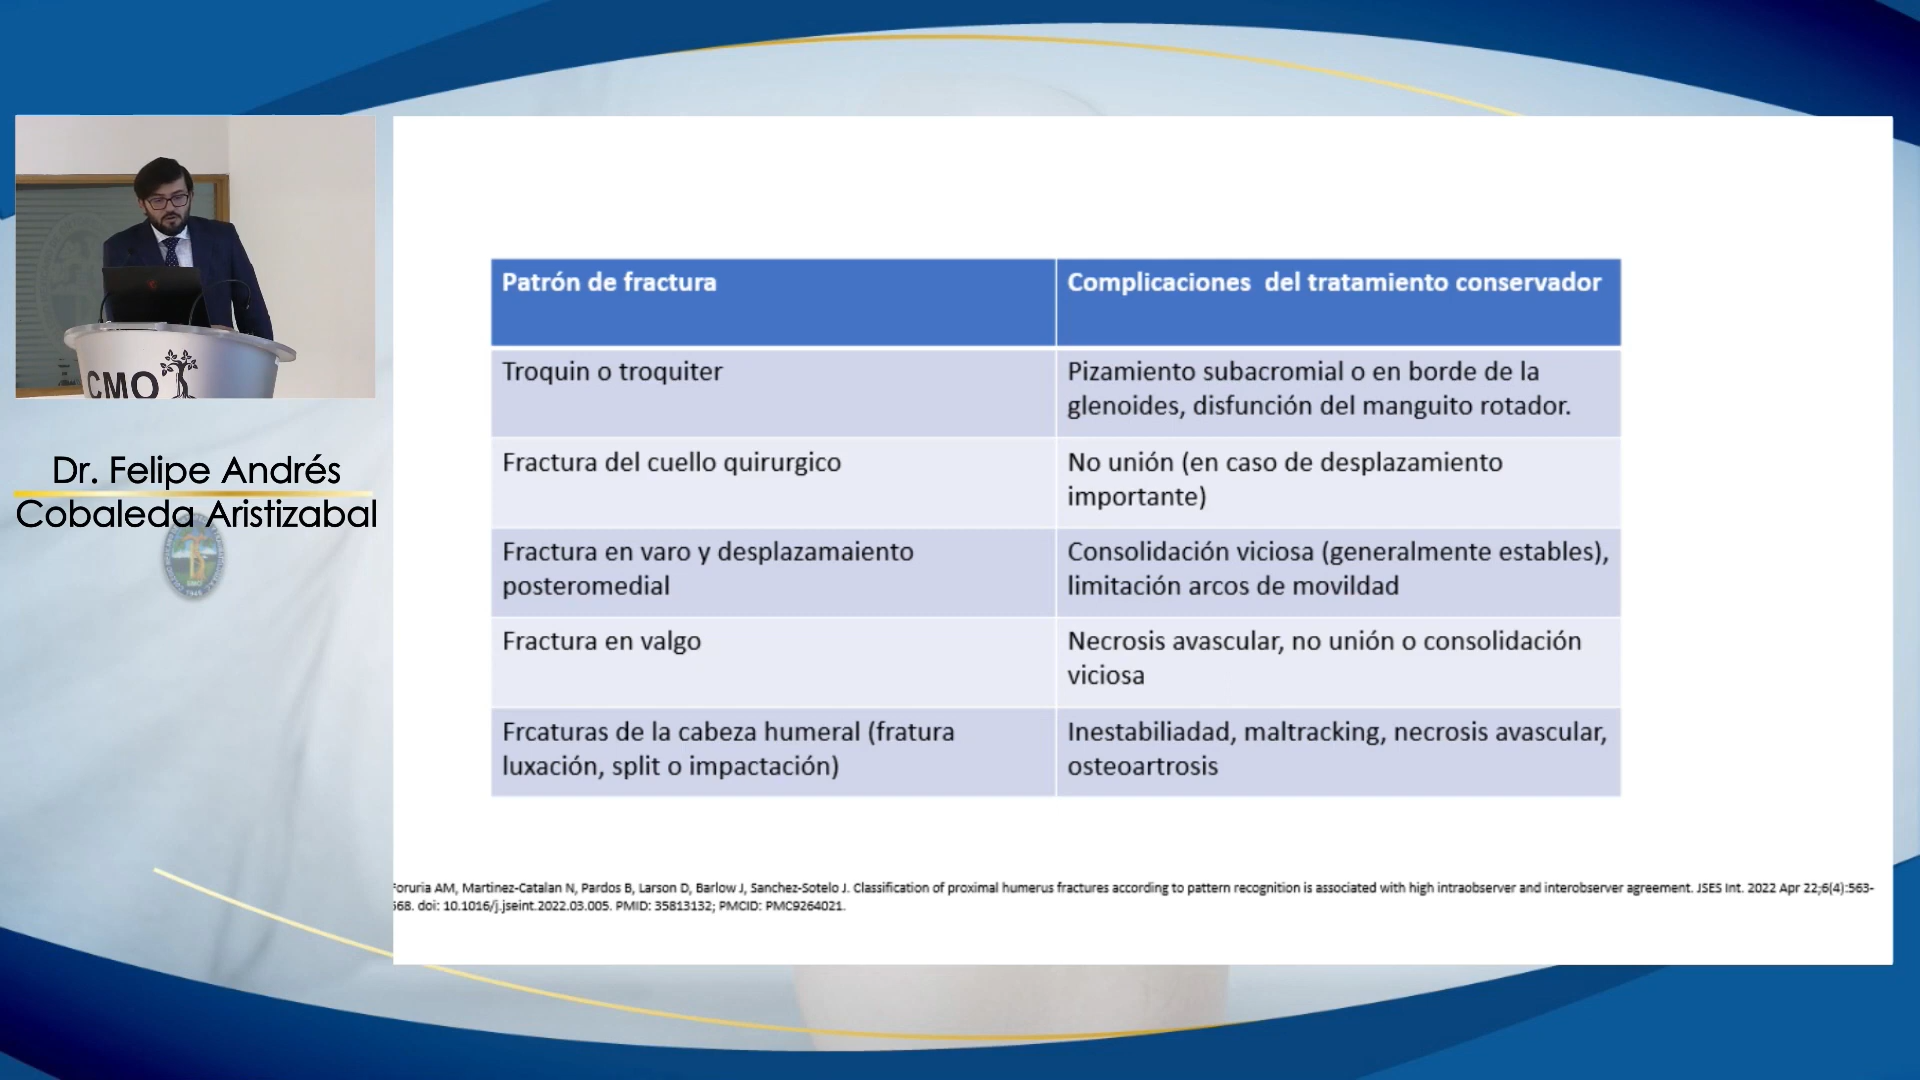 CMO
Dr. Felipe Andrés
Cobaleda Aristizabal
Patrón de fractura
Complicaciones del tratamiento conservador
Troquin o troquiter
Pizamiento subacromial o en borde de la
glenoides, disfunción del manguito rotador.
Fractura del cuello quirurgico
No unión (en caso de desplazamiento
importante)
Fractura en varo y desplazamaiento
posteromedial
Consolidación viciosa (generalmente estables),
limitación arcos de movildad
Fractura en valgo
Necrosis avascular, no unión o consolidación
viciosa
Frcaturas de la cabeza humeral (fratura
luxación, split o impactación)
Inestabiliadad, maltracking, necrosis avascular,
osteoartrosis
Foruria AM, Martinez-Catalan N, Pardos B, Larson D, Barlow J, Sanchez-Sotelo J. Classification of proximal humerus fractures according to pattern recognition is associated with high intraobserver and interobserver agreement. JSES Int. 2022 Apr 22;6(4):563-
568. doi: 10.1016/j.jseint.2022.03.005. PMID: 35813132; PMCID: PMC9264021.